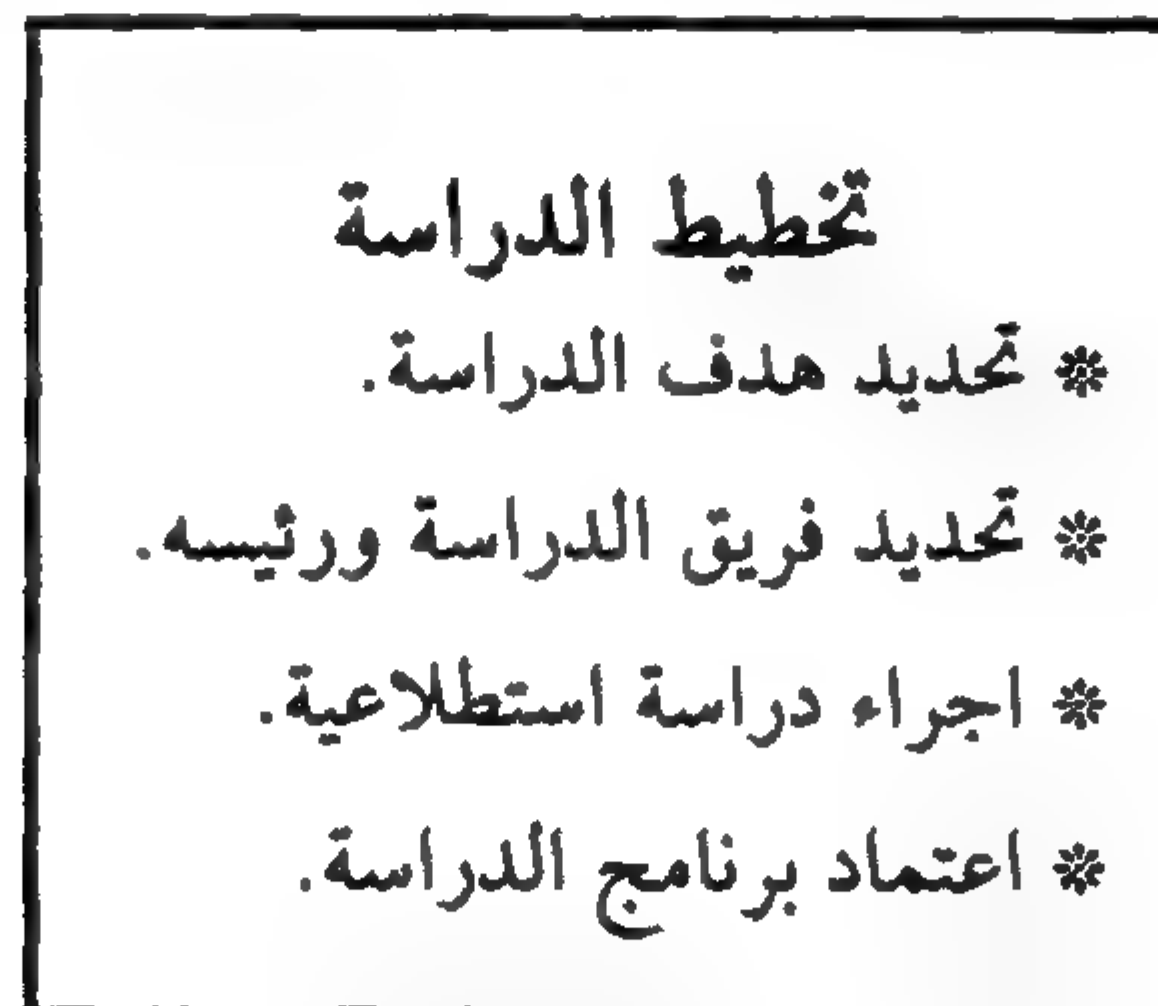 تخطيط الدراسة
* تحديد هدف الدراسة.
* تحديد فريق الدراسة ورئيسه.
* اجراء دراسة استطلاعية.
* اعتماد برنامج الدراسة.